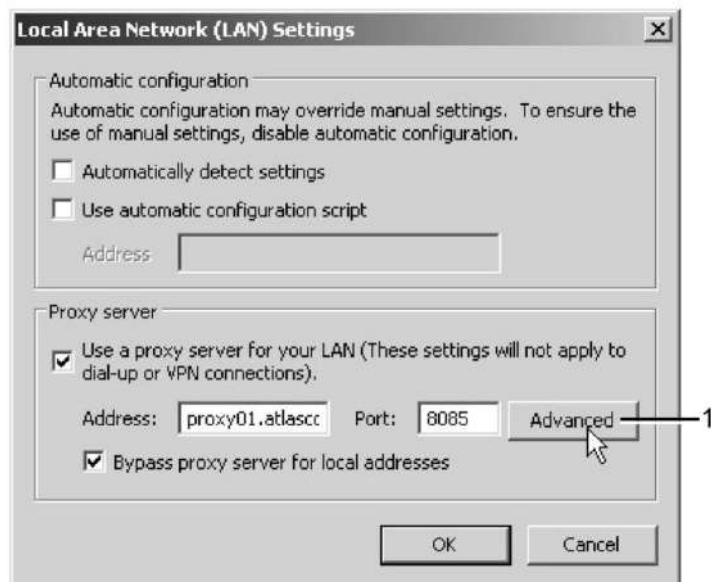 Local Area Network (LAN) Settings
Automatic configuration
Automatic configuration may override manual settings. To ensure the
use of manual settings, disable automatic configuration.
Automatically detect settings
Use automatic configuration script
Address
Proxy server
Use a proxy server for your LAN (These settings will not apply to
dial-up or VPN connections).
Address: proxy01.atlascc Port: 8085 Advanced 1
Bypass proxy server for local addresses
OK Cancel